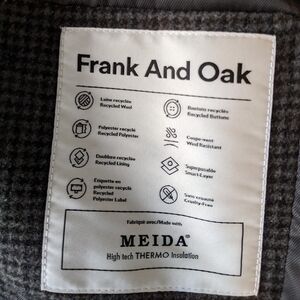 Frank And Oak
Laine recyclée
Recycled Wool
Boutons recyclés
Recycled Buttons
Polyester recyclé
Recycled Polyester
Coupe-vent
Wind Resistant
Doublure recyclée
Recycled Lining
Superposable
Smart-Layer
Étiquette en
polyester recyclé
Recycled
Polyester Label
Sans cruauté
Cruelty-Free
Fabriqué avec/Made with
MEIDA®
High tech THERMO Insulation